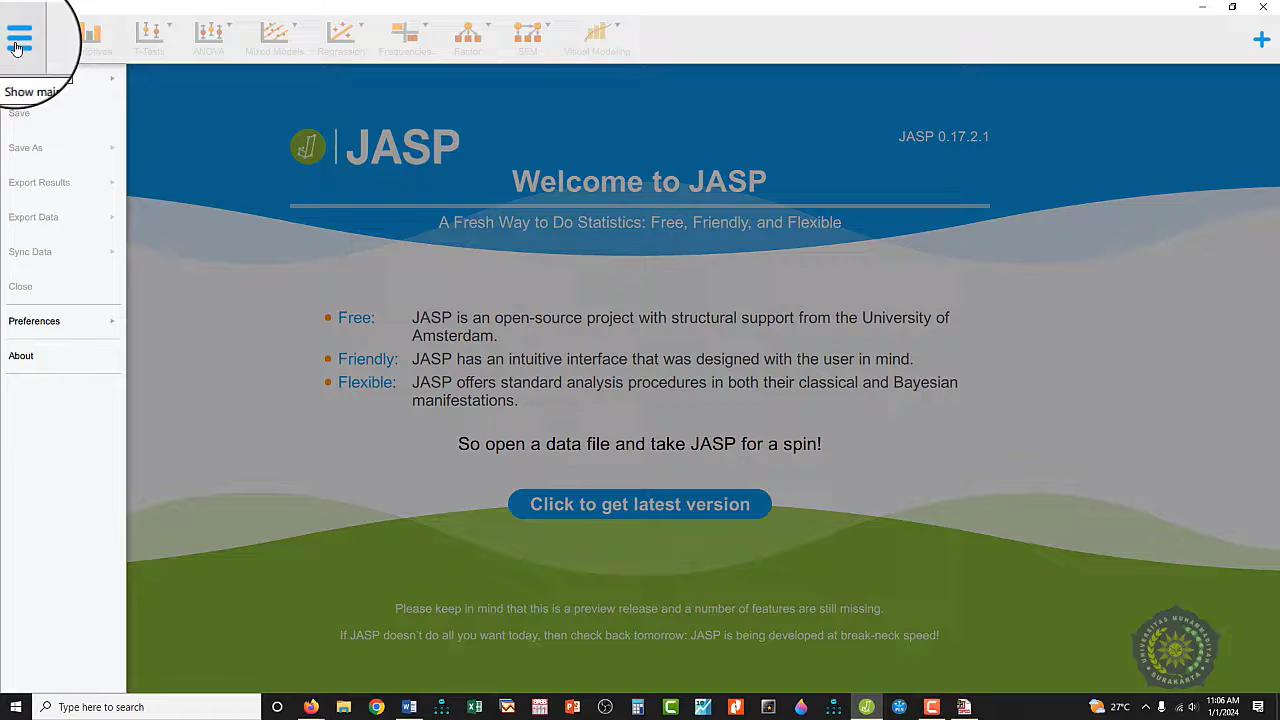 T-Tests
ANOVA
Mixed Models
Regression
Frequencies
Factor
SEM
Visual Modeling
Show
Save
Save As
Export Results
Export Data
Sync Data
Close
Preferences
About
JASP
JASP 0.17.2.1
Welcome to JASP
A Fresh Way to Do Statistics: Free, Friendly, and Flexible
Free: JASP is an open-source project with structural support from the University of
Amsterdam.
Friendly: JASP has an intuitive interface that was designed with the user in mind.
Flexible: JASP offers standard analysis procedures in both their classical and Bayesian
manifestations.
So open a data file and take JASP for a spin!
Click to get latest version
Please keep in mind that this is a preview release and a number of features are still missing.
If JASP doesn't do all you want today, then check back tomorrow: JASP is being developed at break-neck speed!
UNIVERSITAS MUHAMMADIYAH
SURAKARTA
Type here to search
27°C
11:06 AM
1/1/2024